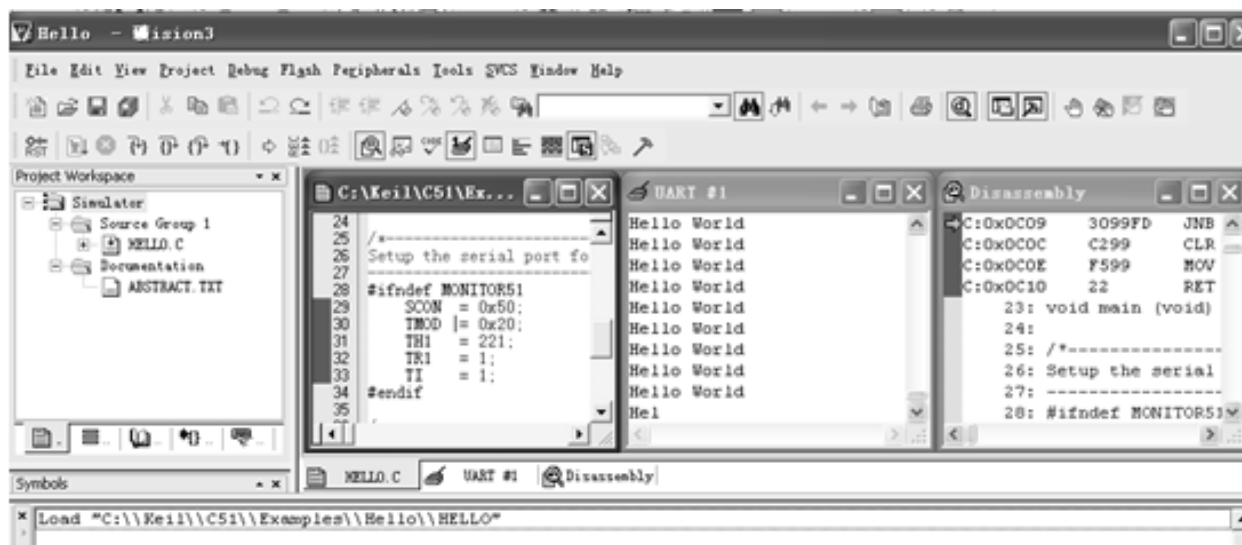 Hello - µVision3
File Edit View Project Debug Flash Peripherals Tools SVCS Window Help
Project Workspace
Simulator
Source Group 1
HELLO.C
Documentation
ABSTRACT.TXT
Symbols
C:\Keil\C51\Ex...
24
25 /*-----------------------
26 Setup the serial port fo
27 -------------------------
28 #ifndef MONITOR51
29 SCON = 0x50;
30 TMOD |= 0x20;
31 TH1 = 221;
32 TR1 = 1;
33 TI = 1;
34 #endif
35
UART #1
Hello World
Hello World
Hello World
Hello World
Hello World
Hello World
Hello World
Hello World
Hello World
Hel
Disassembly
C:0x0C09 3099FD JNB
C:0x0C0C C299 CLR
C:0x0C0E F599 MOV
C:0x0C10 22 RET
23: void main (void)
24:
25: /*----------------
26: Setup the serial
27: ------------------
28: #ifndef MONITOR51
HELLO.C UART #1 Disassembly
Load "C:\\Keil\\C51\\Examples\\Hello\\HELLO"